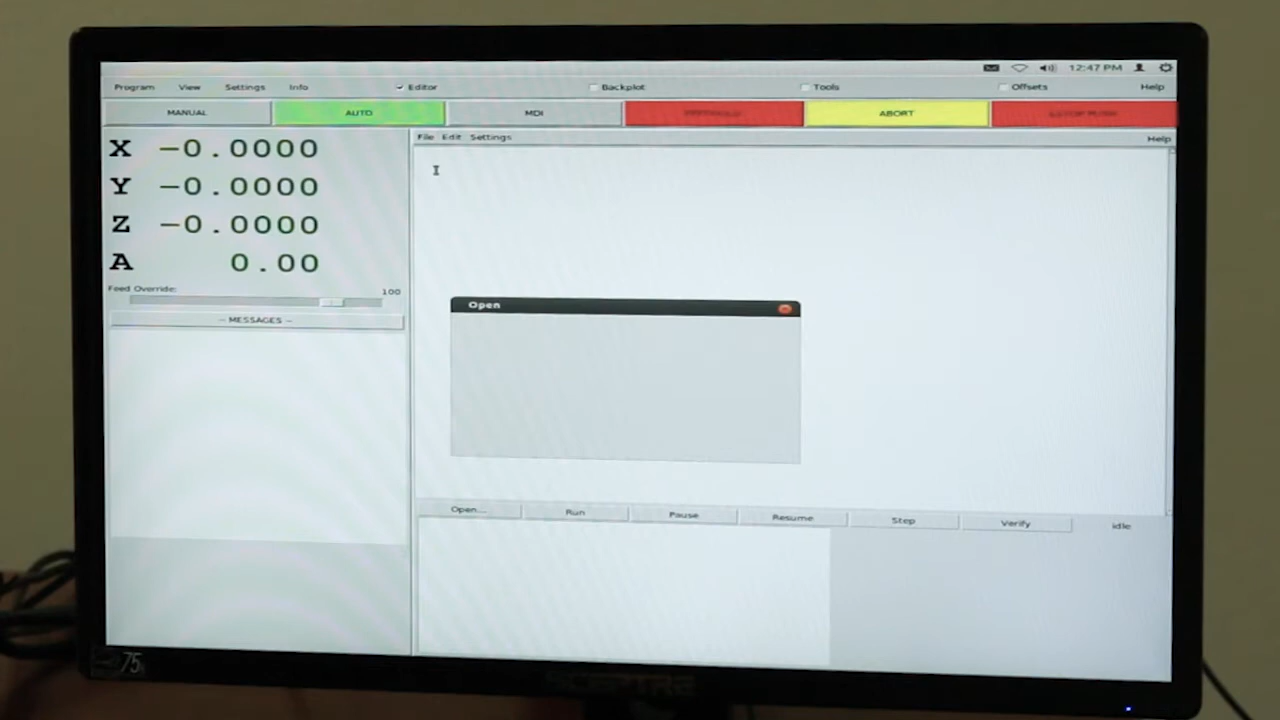 12:47 PM
Program View Settings Info Editor Backplot Tools Offsets Help
MANUAL AUTO MDI ABORT
File Edit Settings Help
X -0.0000
Y -0.0000
Z -0.0000
A 0.00
Feed Override: 100
-- MESSAGES --
Open
Open... Run Pause Resume Step Verify idle
75
SCEPTRE